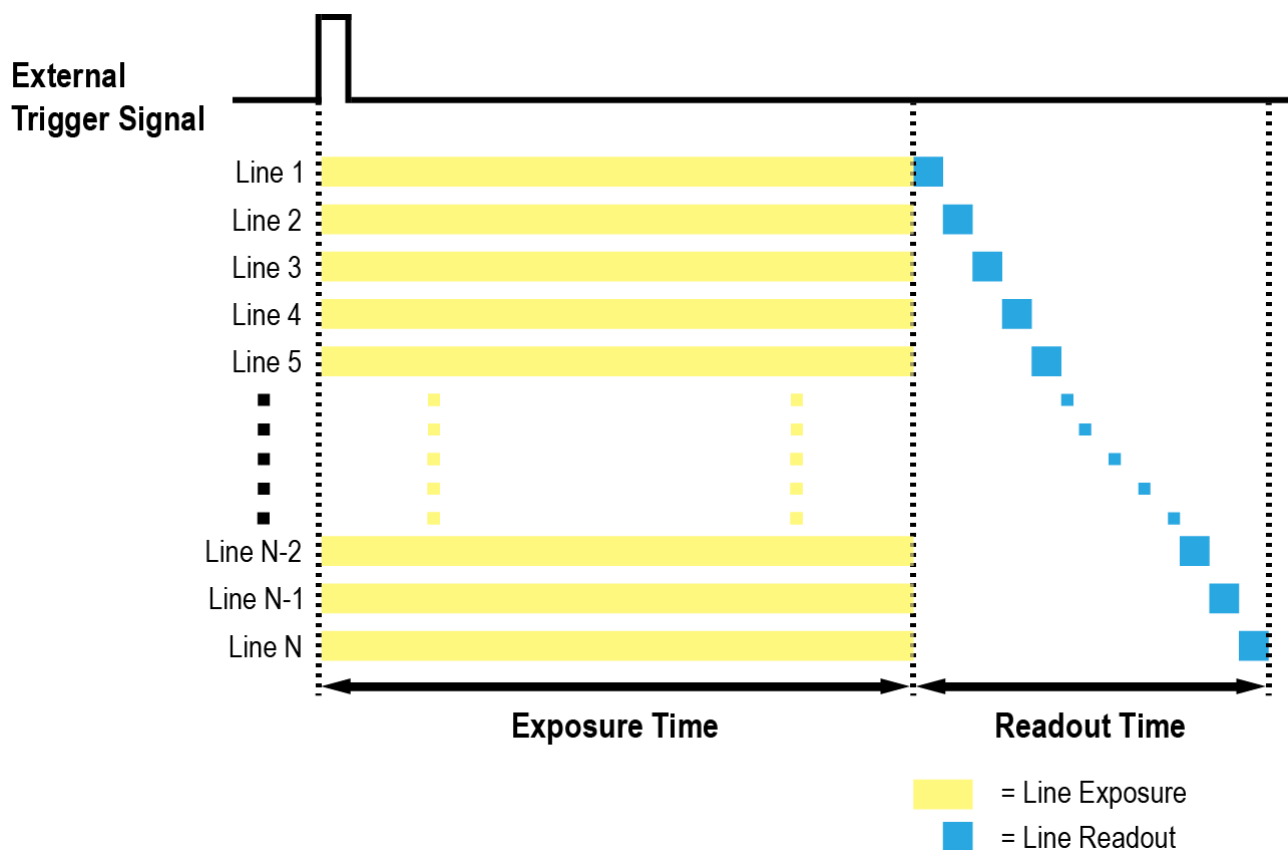 External
Trigger Signal
Line 1
Line 2
Line 3
Line 4
Line 5
Line N-2
Line N-1
Line N
Exposure Time
Readout Time
= Line Exposure
= Line Readout